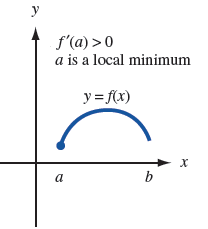 y
f′(a) > 0
a is a local minimum
y = f(x)
x
a
b